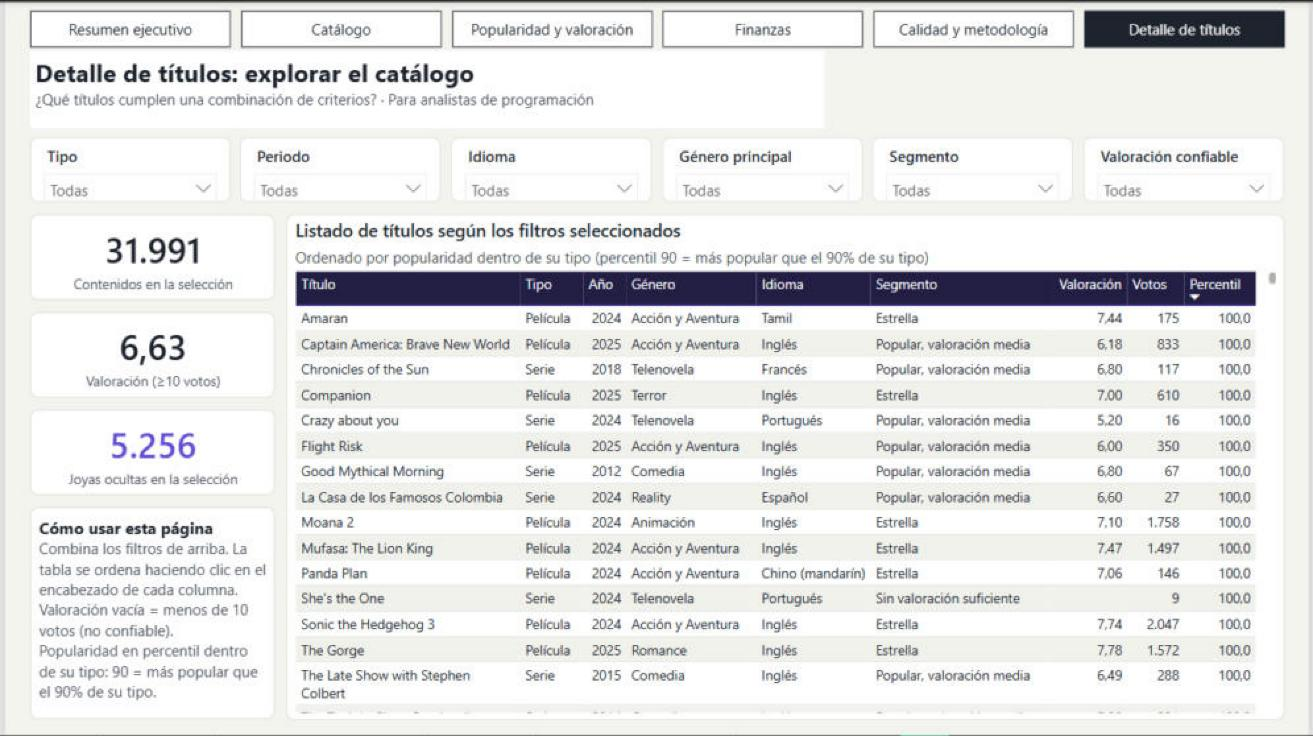 Resumen ejecutivo
Catálogo
Popularidad y valoración
Finanzas
Calidad y metodología
Detalle de títulos
Detalle de títulos: explorar el catálogo
¿Qué títulos cumplen una combinación de criterios? · Para analistas de programación
Tipo
Todas
Periodo
Todas
Idioma
Todas
Género principal
Todas
Segmento
Todas
Valoración confiable
Todas
31.991
Contenidos en la selección
6,63
Valoración (≥10 votos)
5.256
Joyas ocultas en la selección
Cómo usar esta página
Combina los filtros de arriba. La
tabla se ordena haciendo clic en el
encabezado de cada columna.
Valoración vacía = menos de 10
votos (no confiable).
Popularidad en percentil dentro
de su tipo: 90 = más popular que
el 90% de su tipo.
Listado de títulos según los filtros seleccionados
Ordenado por popularidad dentro de su tipo (percentil 90 = más popular que el 90% de su tipo)
Título Tipo Año Género Idioma Segmento Valoración Votos Percentil
Amaran Película 2024 Acción y Aventura Tamil Estrella 7,44 175 100,0
Captain America: Brave New World Película 2025 Acción y Aventura Inglés Popular, valoración media 6,18 833 100,0
Chronicles of the Sun Serie 2018 Telenovela Francés Popular, valoración media 6,80 117 100,0
Companion Película 2025 Terror Inglés Estrella 7,00 610 100,0
Crazy about you Serie 2024 Telenovela Portugués Popular, valoración media 5,20 16 100,0
Flight Risk Película 2025 Acción y Aventura Inglés Popular, valoración media 6,00 350 100,0
Good Mythical Morning Serie 2012 Comedia Inglés Popular, valoración media 6,80 67 100,0
La Casa de los Famosos Colombia Serie 2024 Reality Español Popular, valoración media 6,60 27 100,0
Moana 2 Película 2024 Animación Inglés Estrella 7,10 1.758 100,0
Mufasa: The Lion King Película 2024 Acción y Aventura Inglés Estrella 7,47 1.497 100,0
Panda Plan Película 2024 Acción y Aventura Chino (mandarín) Estrella 7,06 146 100,0
She's the One Serie 2024 Telenovela Portugués Sin valoración suficiente 9 100,0
Sonic the Hedgehog 3 Película 2024 Acción y Aventura Inglés Estrella 7,74 2.047 100,0
The Gorge Película 2025 Romance Inglés Estrella 7,78 1.572 100,0
The Late Show with Stephen Serie 2015 Comedia Inglés Popular, valoración media 6,49 288 100,0
Colbert